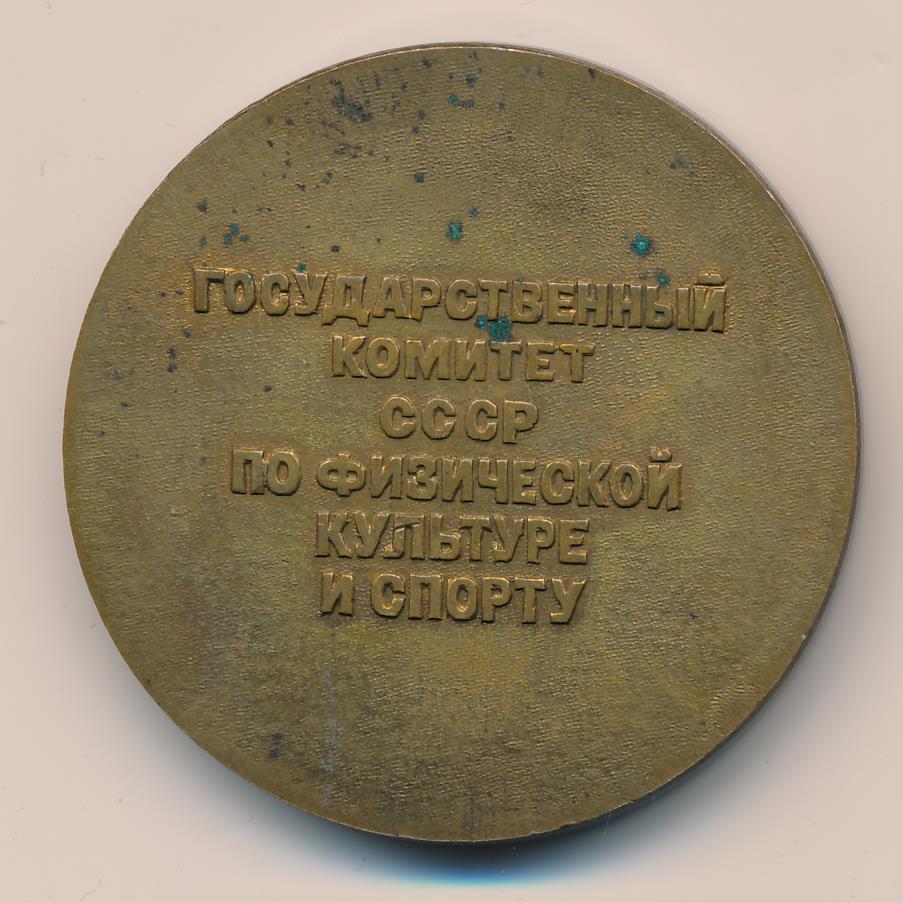 ГОСУДАРСТВЕННЫЙ
КОМИТЕТ
СССР
ПО ФИЗИЧЕСКОЙ
КУЛЬТУРЕ
И СПОРТУ